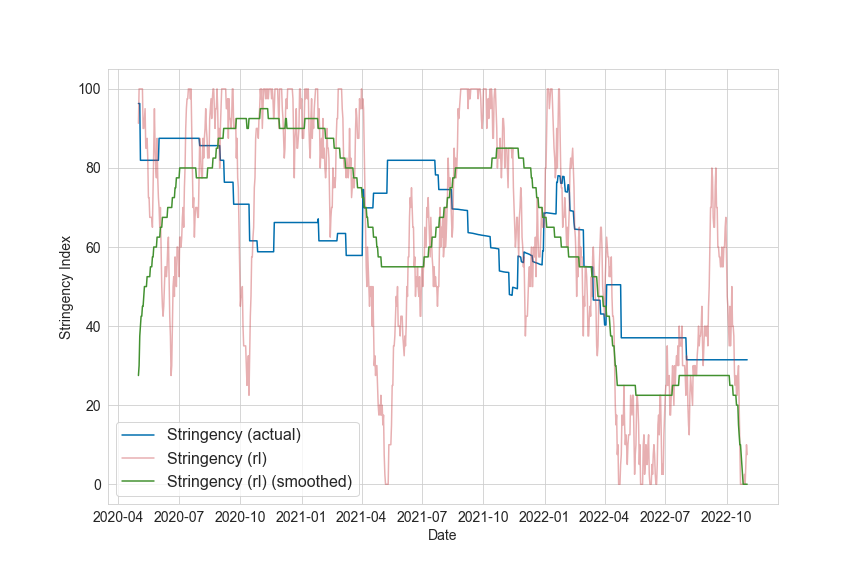 100
80
60
40
20
0
Stringency Index
Stringency (actual)
Stringency (rl)
Stringency (rl) (smoothed)
2020-04 2020-07 2020-10 2021-01 2021-04 2021-07 2021-10 2022-01 2022-04 2022-07 2022-10
Date